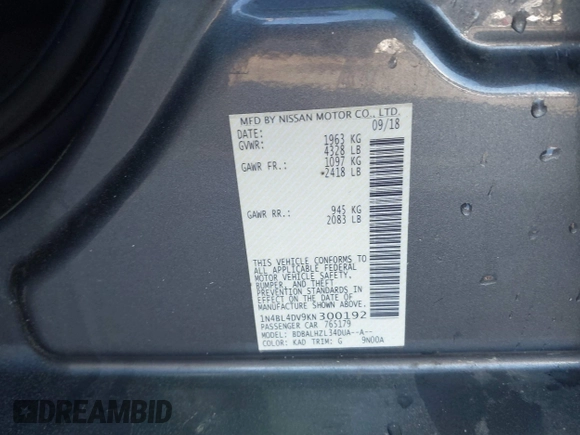 MFD BY NISSAN MOTOR CO., LTD.
DATE: 09/18
GVWR: 1963 KG
4328 LB
GAWR FR.: 1097 KG
*2418 LB
GAWR RR.: 945 KG
2083 LB
THIS VEHICLE CONFORMS TO
ALL APPLICABLE FEDERAL
MOTOR VEHICLE SAFETY,
BUMPER, AND THEFT
PREVENTION STANDARDS IN
EFFECT ON THE DATE OF
MANUFACTURE SHOWN ABOVE.
1N4BL4DV9KN300192
PASSENGER CAR 765179
MODEL: BDBALHZL34DUA--A--
COLOR: KAD TRIM: G 9N00A
DREAMBID